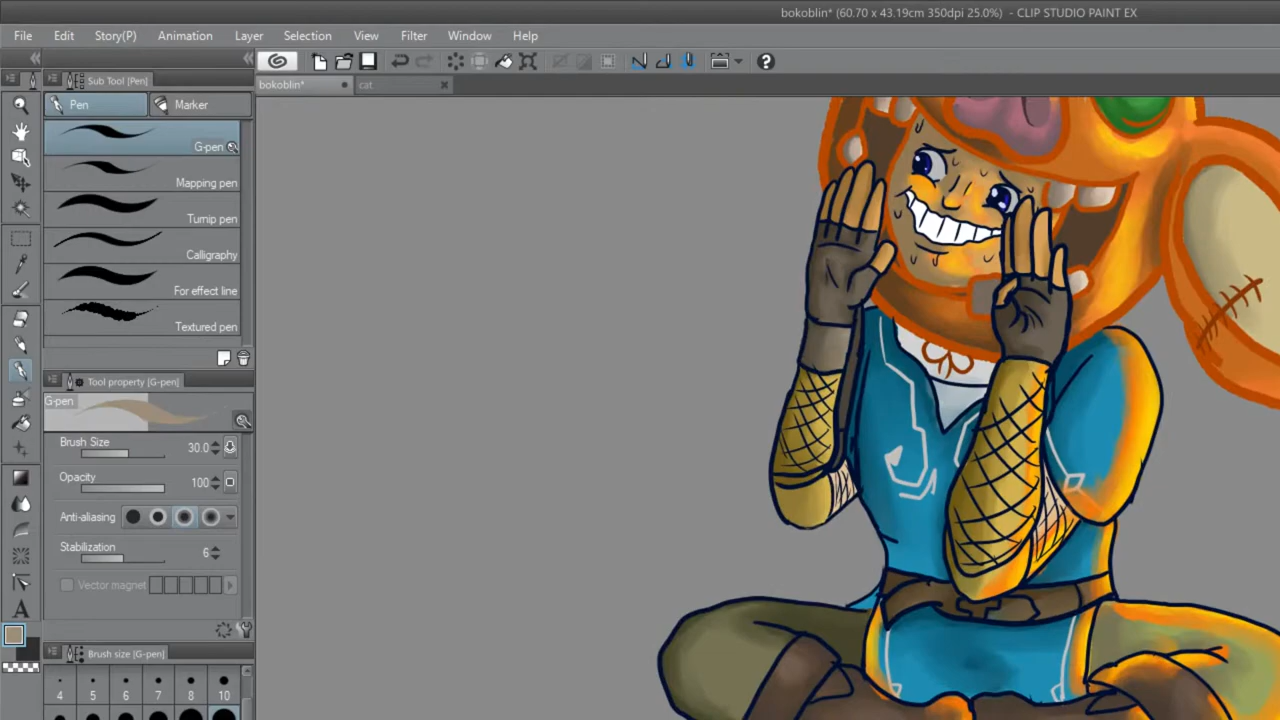 bokoblin* (60.70 x 43.19cm 350dpi 25.0%) - CLIP STUDIO PAINT EX
File Edit Story(P) Animation Layer Selection View Filter Window Help
Sub Tool [Pen]
bokoblin* cat
Pen Marker
G-pen
Mapping pen
Turnip pen
Calligraphy
For effect line
Textured pen
Tool property [G-pen]
G-pen
Brush Size 30.0
Opacity 100
Anti-aliasing
Stabilization 6
Vector magnet
Brush size [G-pen]
4 5 6 7 8 10